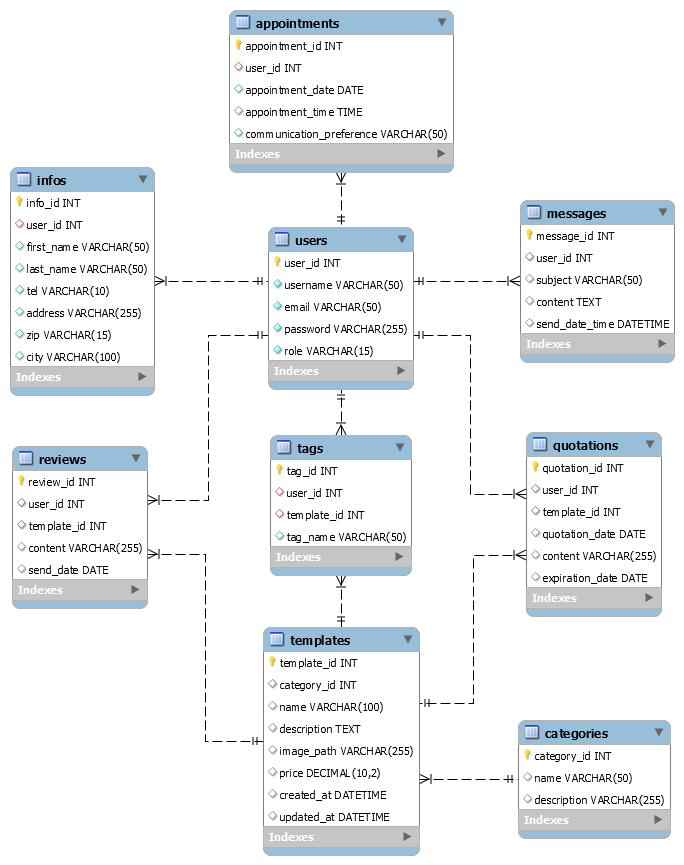 appointments
appointment_id INT
user_id INT
appointment_date DATE
appointment_time TIME
communication_preference VARCHAR(50)
Indexes
infos
info_id INT
user_id INT
first_name VARCHAR(50)
last_name VARCHAR(50)
tel VARCHAR(10)
address VARCHAR(255)
zip VARCHAR(15)
city VARCHAR(100)
Indexes
users
user_id INT
username VARCHAR(50)
email VARCHAR(50)
password VARCHAR(255)
role VARCHAR(15)
Indexes
messages
message_id INT
user_id INT
subject VARCHAR(50)
content TEXT
send_date_time DATETIME
Indexes
reviews
review_id INT
user_id INT
template_id INT
content VARCHAR(255)
send_date DATE
Indexes
tags
tag_id INT
user_id INT
template_id INT
tag_name VARCHAR(50)
Indexes
quotations
quotation_id INT
user_id INT
template_id INT
quotation_date DATE
content VARCHAR(255)
expiration_date DATE
Indexes
templates
template_id INT
category_id INT
name VARCHAR(100)
description TEXT
image_path VARCHAR(255)
price DECIMAL(10,2)
created_at DATETIME
updated_at DATETIME
Indexes
categories
category_id INT
name VARCHAR(50)
description VARCHAR(255)
Indexes